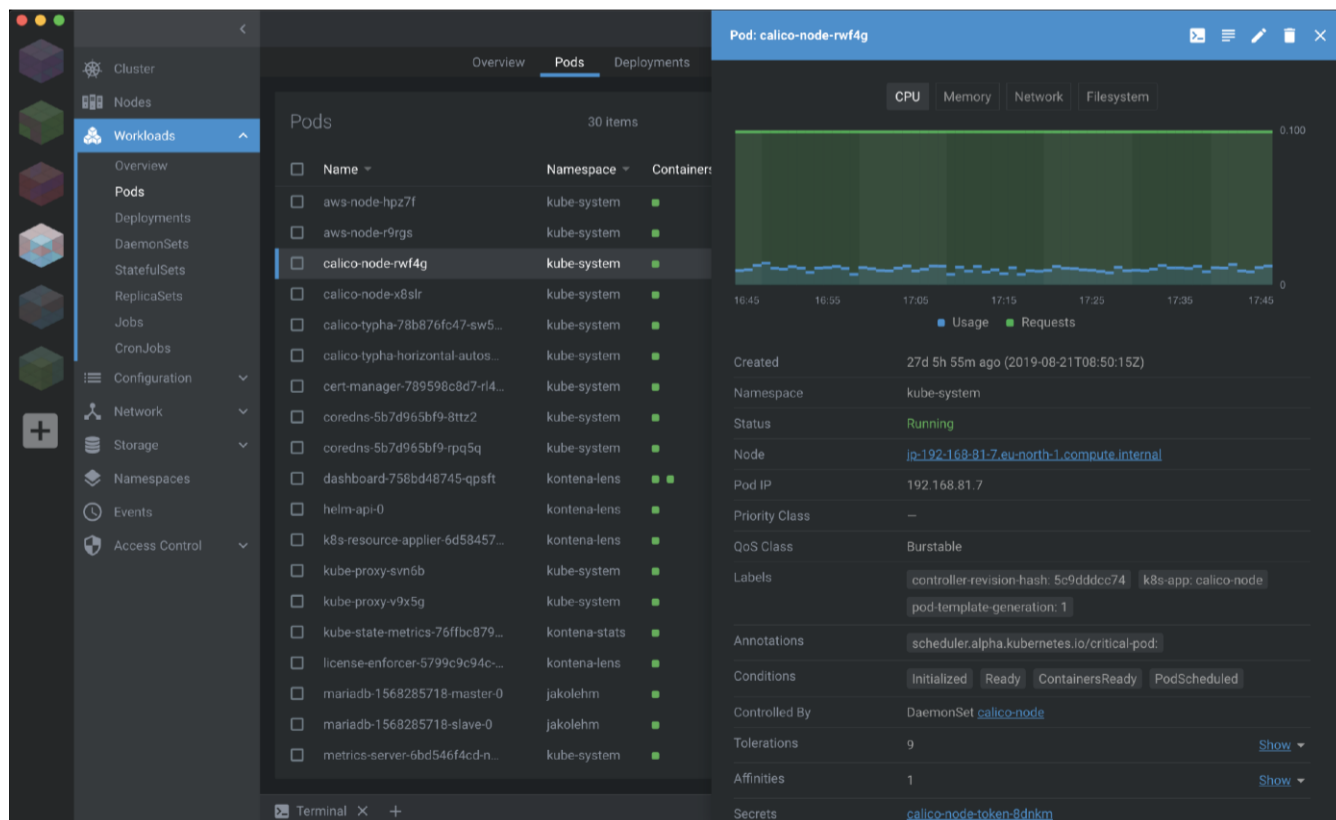 Cluster
Nodes
Workloads
Overview
Pods
Deployments
DaemonSets
StatefulSets
ReplicaSets
Jobs
CronJobs
Configuration
Network
Storage
Namespaces
Events
Access Control
Overview Pods Deployments
Pods 30 items
Name Namespace Containers
aws-node-hpz7f kube-system
aws-node-r9rgs kube-system
calico-node-rwf4g kube-system
calico-node-x8slr kube-system
calico-typha-78b876fc47-sw5... kube-system
calico-typha-horizontal-autos... kube-system
cert-manager-789598c8d7-rl4... kube-system
coredns-5b7d965bf9-8ttz2 kube-system
coredns-5b7d965bf9-rpq5q kube-system
dashboard-758bd48745-qpsft kontena-lens
helm-api-0 kontena-lens
k8s-resource-applier-6d58457... kontena-lens
kube-proxy-svn6b kube-system
kube-proxy-v9x5g kube-system
kube-state-metrics-76ffbc879... kontena-stats
license-enforcer-5799c9c94c-... kontena-lens
mariadb-1568285718-master-0 jakolehm
mariadb-1568285718-slave-0 jakolehm
metrics-server-6bd546f4cd-n... kube-system
Terminal
Pod: calico-node-rwf4g
CPU Memory Network Filesystem
0.100
0
16:45 16:55 17:05 17:15 17:25 17:35 17:45
Usage Requests
Created 27d 5h 55m ago (2019-08-21T08:50:15Z)
Namespace kube-system
Status Running
Node ip-192-168-81-7.eu-north-1.compute.internal
Pod IP 192.168.81.7
Priority Class —
QoS Class Burstable
Labels controller-revision-hash: 5c9dddcc74 k8s-app: calico-node
pod-template-generation: 1
Annotations scheduler.alpha.kubernetes.io/critical-pod:
Conditions Initialized Ready ContainersReady PodScheduled
Controlled By DaemonSet calico-node
Tolerations 9 Show
Affinities 1 Show
Secrets calico-node-token-8dnkm